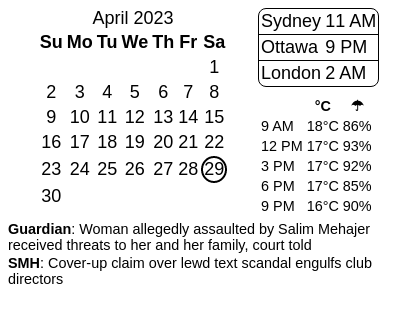 April 2023
Su Mo Tu We Th Fr Sa
1
2 3 4 5 6 7 8
9 10 11 12 13 14 15
16 17 18 19 20 21 22
23 24 25 26 27 28 29
30
Sydney 11 AM
Ottawa 9 PM
London 2 AM
°C ☂
9 AM 18°C 86%
12 PM 17°C 93%
3 PM 17°C 92%
6 PM 17°C 85%
9 PM 16°C 90%
Guardian: Woman allegedly assaulted by Salim Mehajer
received threats to her and her family, court told
SMH: Cover-up claim over lewd text scandal engulfs club
directors